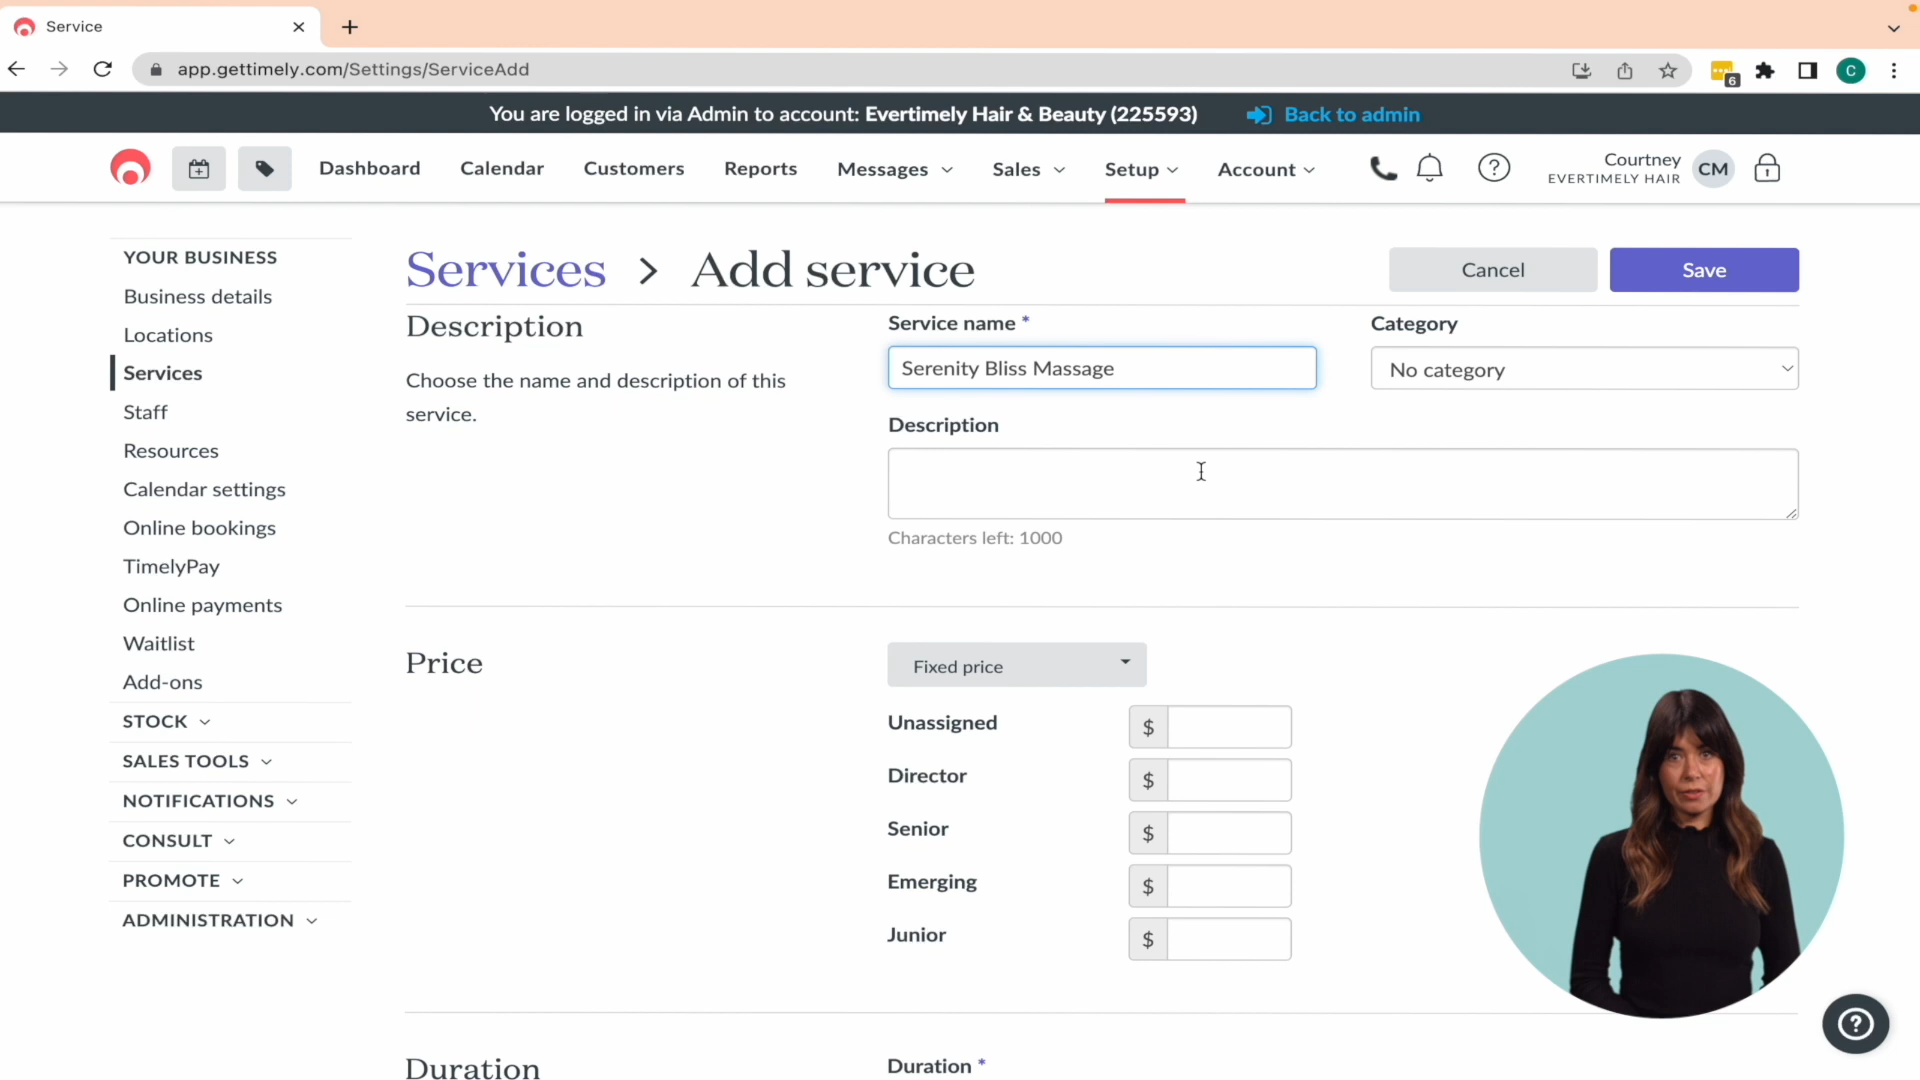 Service
app.gettimely.com/Settings/ServiceAdd
6
C
You are logged in via Admin to account: Evertimely Hair & Beauty (225593)
Back to admin
Dashboard
Calendar
Customers
Reports
Messages
Sales
Setup
Account
Courtney
EVERTIMELY HAIR
CM
YOUR BUSINESS
Business details
Locations
Services
Staff
Resources
Calendar settings
Online bookings
TimelyPay
Online payments
Waitlist
Add-ons
STOCK
SALES TOOLS
NOTIFICATIONS
CONSULT
PROMOTE
ADMINISTRATION
Services > Add service
Cancel
Save
Description
Choose the name and description of this
service.
Service name *
Serenity Bliss Massage
Category
No category
Description
Characters left: 1000
Price
Fixed price
Unassigned $
Director $
Senior $
Emerging $
Junior $
Duration
Duration *